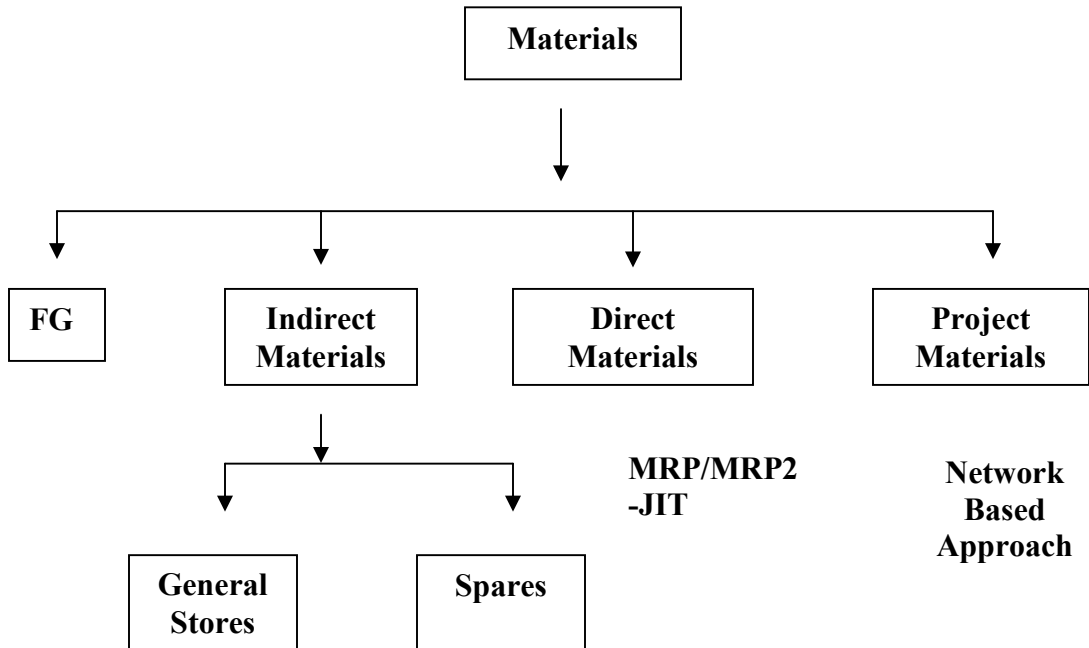 Materials
FG
Indirect
Materials
Direct
Materials
Project
Materials
MRP/MRP2
-JIT
Network
Based
Approach
General
Stores
Spares